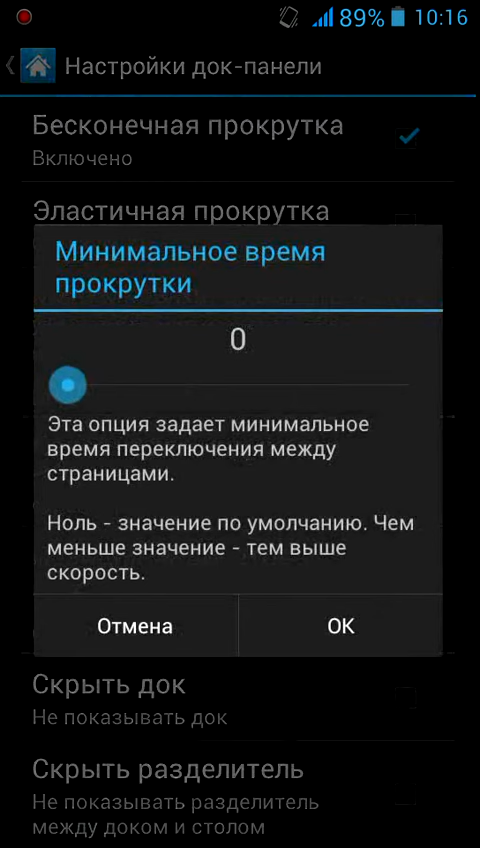 89% 10:16
Настройки док-панели
Бесконечная прокрутка
Включено
Эластичная прокрутка
Минимальное время
прокрутки
0
Эта опция задает минимальное
время переключения между
страницами.
Ноль - значение по умолчанию. Чем
меньше значение - тем выше
скорость.
Отмена OK
Скрыть док
Не показывать док
Скрыть разделитель
Не показывать разделитель
между доком и столом